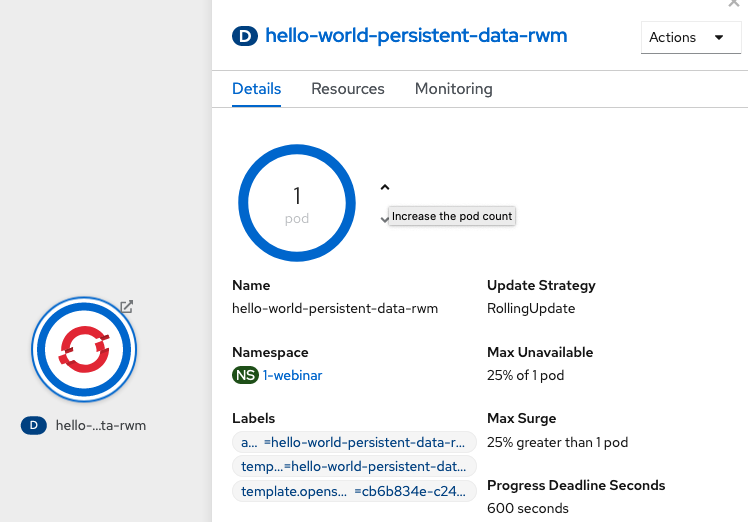 D hello-world-persistent-data-rwm
Actions
Details Resources Monitoring
1
pod
Increase the pod count
Name
hello-world-persistent-data-rwm
Update Strategy
RollingUpdate
Namespace
NS 1-webinar
Max Unavailable
25% of 1 pod
Labels
a... =hello-world-persistent-data-r...
temp...=hello-world-persistent-dat...
template.opens... =cb6b834e-c24...
Max Surge
25% greater than 1 pod
Progress Deadline Seconds
600 seconds
D hello-...ta-rwm